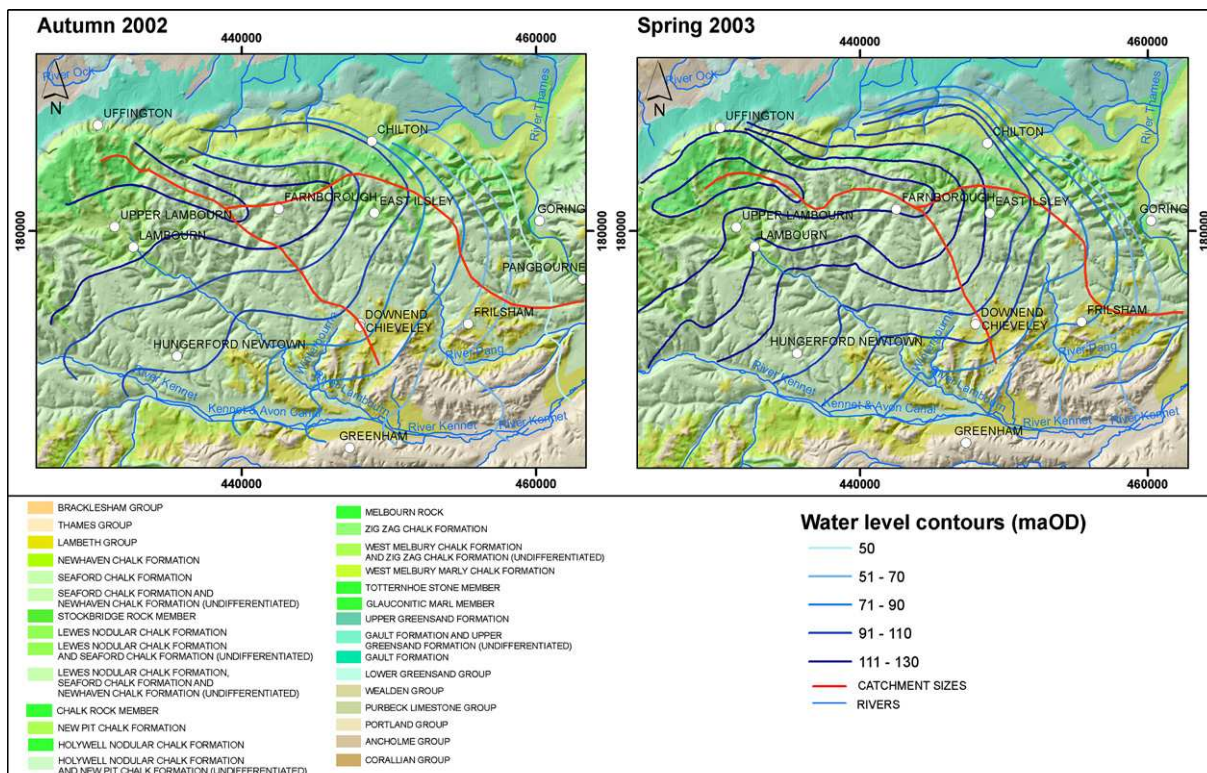 Autumn 2002
440000
460000
River Ock
N
UFFINGTON
CHILTON
River Thames
FARNBOROUGH
EAST ILSLEY
UPPER LAMBOURN
LAMBOURN
GORING
180000
180000
PANGBOURNE
DOWNEND
CHIEVELEY
FRILSHAM
HUNGERFORD NEWTOWN
Winterbourne
River Pang
River Kennet
River Lambourn
Kennet & Avon Canal
River Kennet
River Kennet
GREENHAM
440000
460000
Spring 2003
440000
460000
River Ock
N
UFFINGTON
CHILTON
River Thames
FARNBOROUGH
EAST ILSLEY
UPPER LAMBOURN
LAMBOURN
GORING
180000
DOWNEND
CHIEVELEY
FRILSHAM
HUNGERFORD NEWTOWN
Winterbourne
River Pang
River Kennet
River Lambourn
Kennet & Avon Canal
River Kennet
River Kennet
GREENHAM
440000
460000
BRACKLESHAM GROUP
THAMES GROUP
LAMBETH GROUP
NEWHAVEN CHALK FORMATION
SEAFORD CHALK FORMATION
SEAFORD CHALK FORMATION AND
NEWHAVEN CHALK FORMATION (UNDIFFERENTIATED)
STOCKBRIDGE ROCK MEMBER
LEWES NODULAR CHALK FORMATION
LEWES NODULAR CHALK FORMATION
AND SEAFORD CHALK FORMATION (UNDIFFERENTIATED)
LEWES NODULAR CHALK FORMATION,
SEAFORD CHALK FORMATION AND
NEWHAVEN CHALK FORMATION (UNDIFFERENTIATED)
CHALK ROCK MEMBER
NEW PIT CHALK FORMATION
HOLYWELL NODULAR CHALK FORMATION
HOLYWELL NODULAR CHALK FORMATION
AND NEW PIT CHALK FORMATION (UNDIFFERENTIATED)
MELBOURN ROCK
ZIG ZAG CHALK FORMATION
WEST MELBURY CHALK FORMATION
AND ZIG ZAG CHALK FORMATION (UNDIFFERENTIATED)
WEST MELBURY MARLY CHALK FORMATION
TOTTERNHOE STONE MEMBER
GLAUCONITIC MARL MEMBER
UPPER GREENSAND FORMATION
GAULT FORMATION AND UPPER
GREENSAND FORMATION (UNDIFFERENTIATED)
GAULT FORMATION
LOWER GREENSAND GROUP
WEALDEN GROUP
PURBECK LIMESTONE GROUP
PORTLAND GROUP
ANCHOLME GROUP
CORALLIAN GROUP
Water level contours (maOD)
50
51 - 70
71 - 90
91 - 110
111 - 130
CATCHMENT SIZES
RIVERS